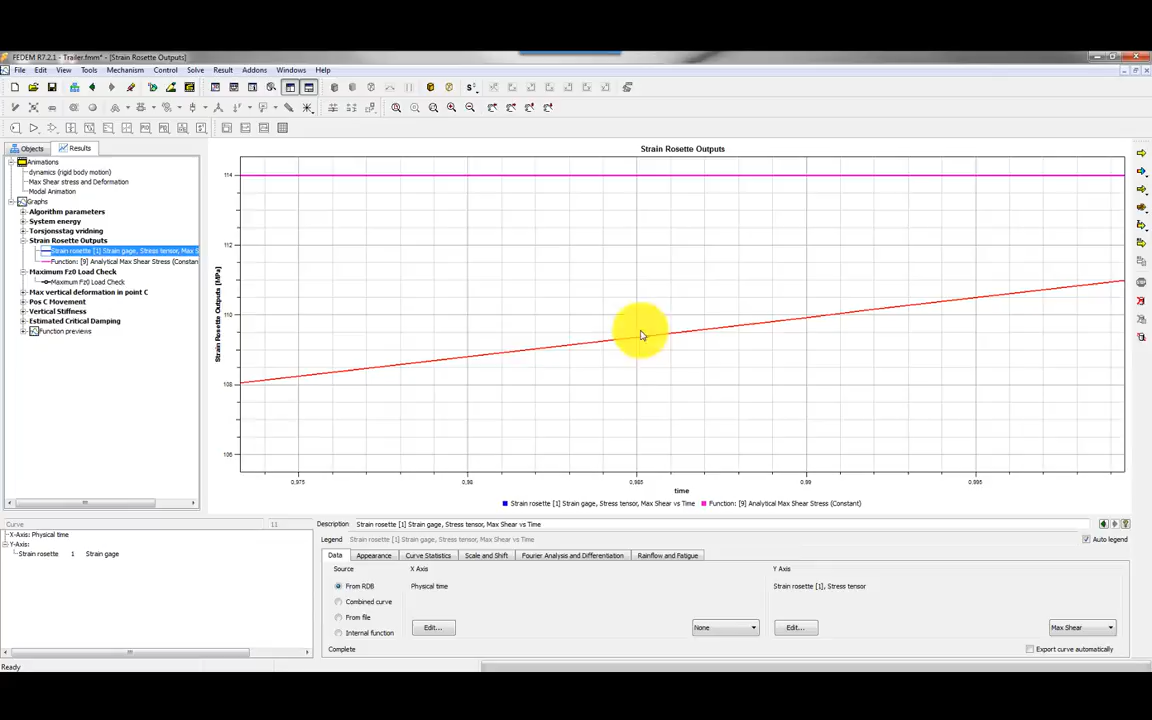 FEDEM R7.2.1 - Trailer.fmm* - [Strain Rosette Outputs]
File Edit View Tools Mechanism Control Solve Result Addons Windows Help
Objects Results
Animations
dynamics (rigid body motion)
Max Shear stress and Deformation
Modal Animation
Graphs
Algorithm parameters
System energy
Torsjonsstag vridning
Strain Rosette Outputs
Strain rosette [1] Strain gage, Stress tensor, Max S
Function: [9] Analytical Max Shear Stress (Constan
Maximum Fz0 Load Check
Maximum Fz0 Load Check
Max vertical deformation in point C
Pos C Movement
Vertical Stiffness
Estimated Critical Damping
Function previews
Strain Rosette Outputs
Strain Rosette Outputs [MPa]
114
112
110
108
106
0.975 0.98 0.985 0.99 0.995
time
Strain rosette [1] Strain gage, Stress tensor, Max Shear vs Time Function: [9] Analytical Max Shear Stress (Constant)
Curve 11
X-Axis: Physical time
Y-Axis:
Strain rosette 1 Strain gage
Description Strain rosette [1] Strain gage, Stress tensor, Max Shear vs Time
Legend Strain rosette [1] Strain gage, Stress tensor, Max Shear vs Time Auto legend
Data Appearance Curve Statistics Scale and Shift Fourier Analysis and Differentiation Rainflow and Fatigue
Source X Axis Y Axis
From RDB Physical time Strain rosette [1], Stress tensor
Combined curve
From file
Internal function Edit... None Edit... Max Shear
Complete Export curve automatically
Ready